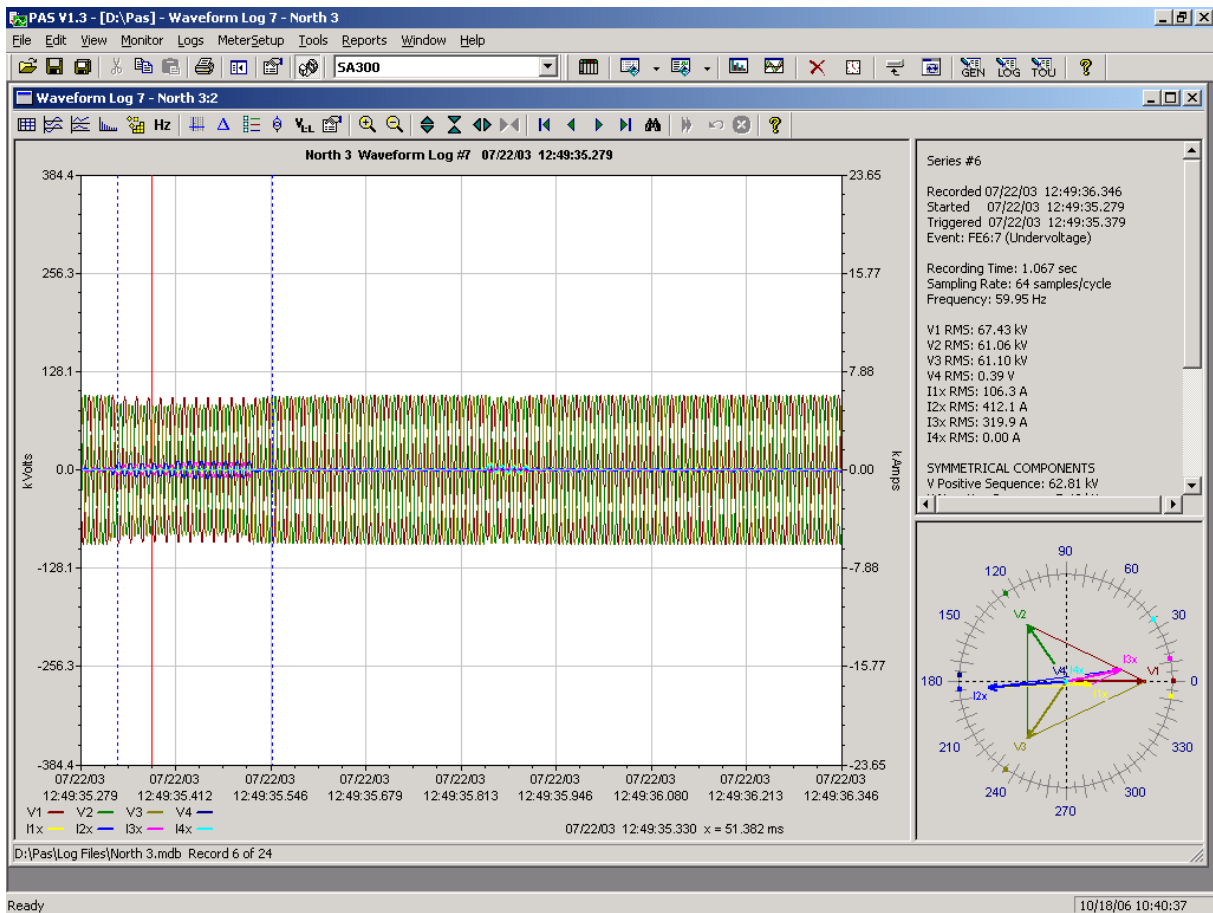 PAS V1.3 - [D:\Pas] - Waveform Log 7 - North 3
File Edit View Monitor Logs MeterSetup Tools Reports Window Help
SA300
GEN LOG TOU
Waveform Log 7 - North 3:2
Hz
VL-L
North 3 Waveform Log #7 07/22/03 12:49:35.279
384.4
256.3
128.1
0.0
-128.1
-256.3
-384.4
kVolts
23.65
15.77
7.88
0.00
-7.88
-15.77
-23.65
kAmps
07/22/03 07/22/03 07/22/03 07/22/03 07/22/03 07/22/03 07/22/03 07/22/03 07/22/03
12:49:35.279 12:49:35.412 12:49:35.546 12:49:35.679 12:49:35.813 12:49:35.946 12:49:36.080 12:49:36.213 12:49:36.346
V1 V2 V3 V4
I1x I2x I3x I4x
07/22/03 12:49:35.330 x = 51.382 ms
Series #6
Recorded 07/22/03 12:49:36.346
Started 07/22/03 12:49:35.279
Triggered 07/22/03 12:49:35.379
Event: FE6:7 (Undervoltage)
Recording Time: 1.067 sec
Sampling Rate: 64 samples/cycle
Frequency: 59.95 Hz
V1 RMS: 67.43 kV
V2 RMS: 61.06 kV
V3 RMS: 61.10 kV
V4 RMS: 0.39 V
I1x RMS: 106.3 A
I2x RMS: 412.1 A
I3x RMS: 319.9 A
I4x RMS: 0.00 A
SYMMETRICAL COMPONENTS
V Positive Sequence: 62.81 kV
90
120 60
150 30
180 0
210 330
240 300
270
V2
V4 I4x I3x V1
I2x I1x
V3
D:\Pas\Log Files\North 3.mdb Record 6 of 24
Ready
10/18/06 10:40:37